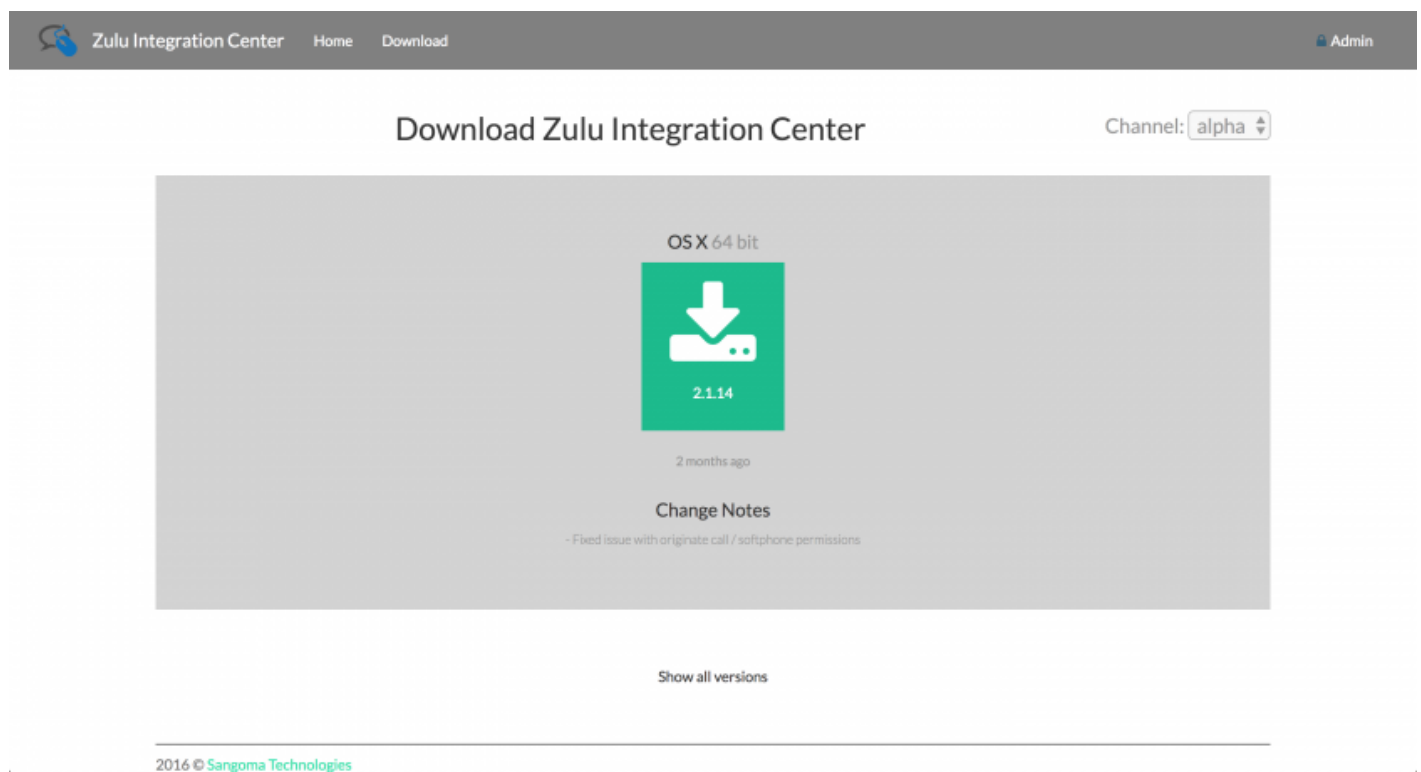 Zulu Integration Center Home Download Admin
Download Zulu Integration Center
Channel: alpha
OS X 64 bit
2.1.14
2 months ago
Change Notes
- Fixed issue with originate call / softphone permissions
Show all versions
2016 © Sangoma Technologies